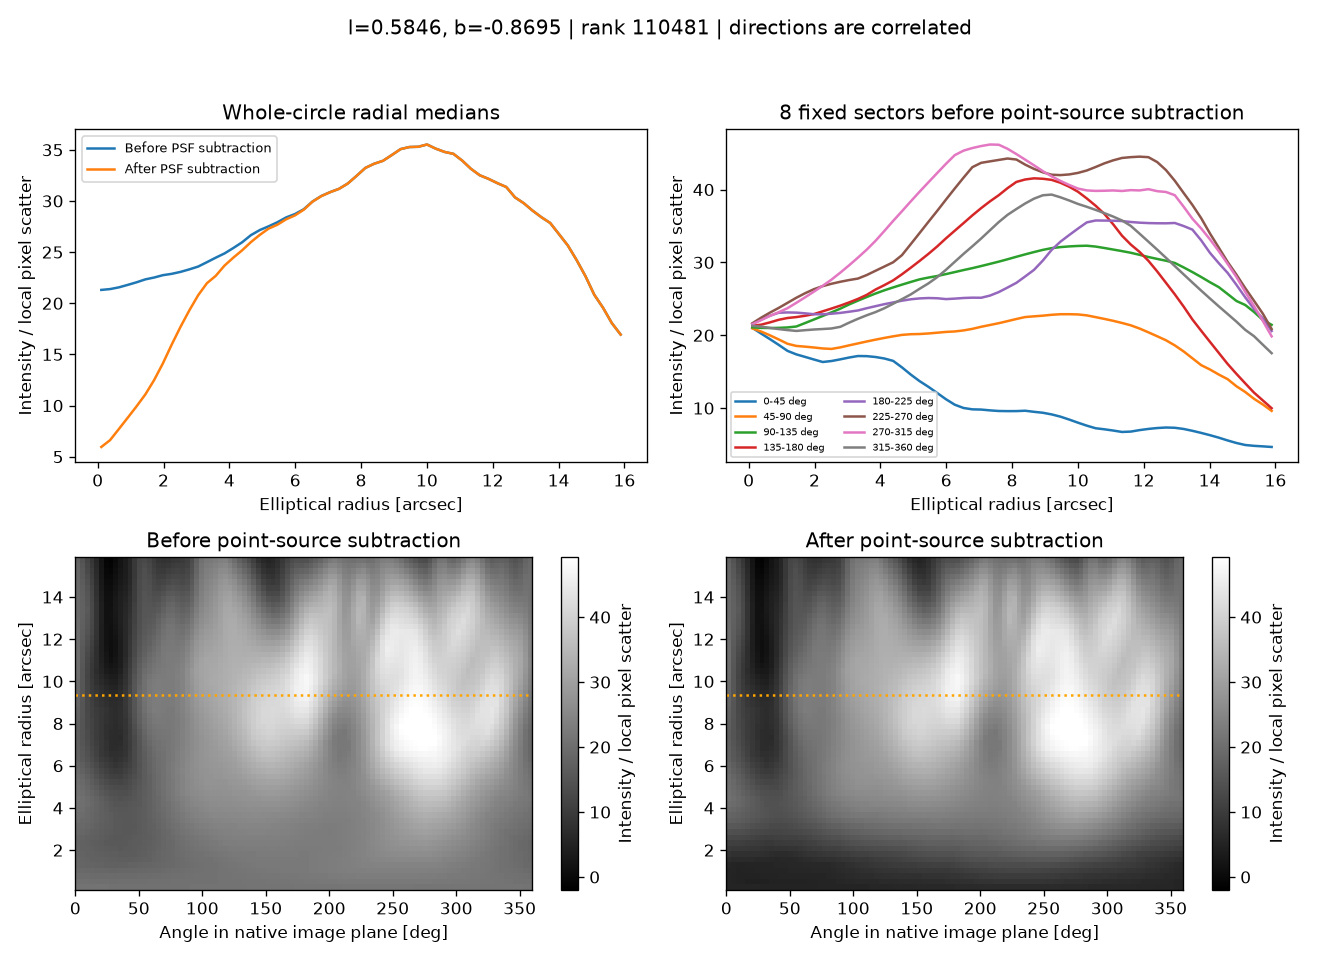 l=0.5846, b=-0.8695 | rank 110481 | directions are correlated
Whole-circle radial medians
Before PSF subtraction
After PSF subtraction
35
30
25
20
15
10
5
Intensity / local pixel scatter
0 2 4 6 8 10 12 14 16
Elliptical radius [arcsec]
8 fixed sectors before point-source subtraction
40
30
20
10
Intensity / local pixel scatter
0-45 deg
45-90 deg
90-135 deg
135-180 deg
180-225 deg
225-270 deg
270-315 deg
315-360 deg
0 2 4 6 8 10 12 14 16
Elliptical radius [arcsec]
Before point-source subtraction
14
12
10
8
6
4
2
Elliptical radius [arcsec]
0 50 100 150 200 250 300 350
Angle in native image plane [deg]
40
30
20
10
0
Intensity / local pixel scatter
After point-source subtraction
14
12
10
8
6
4
2
Elliptical radius [arcsec]
0 50 100 150 200 250 300 350
Angle in native image plane [deg]
40
30
20
10
0
Intensity / local pixel scatter